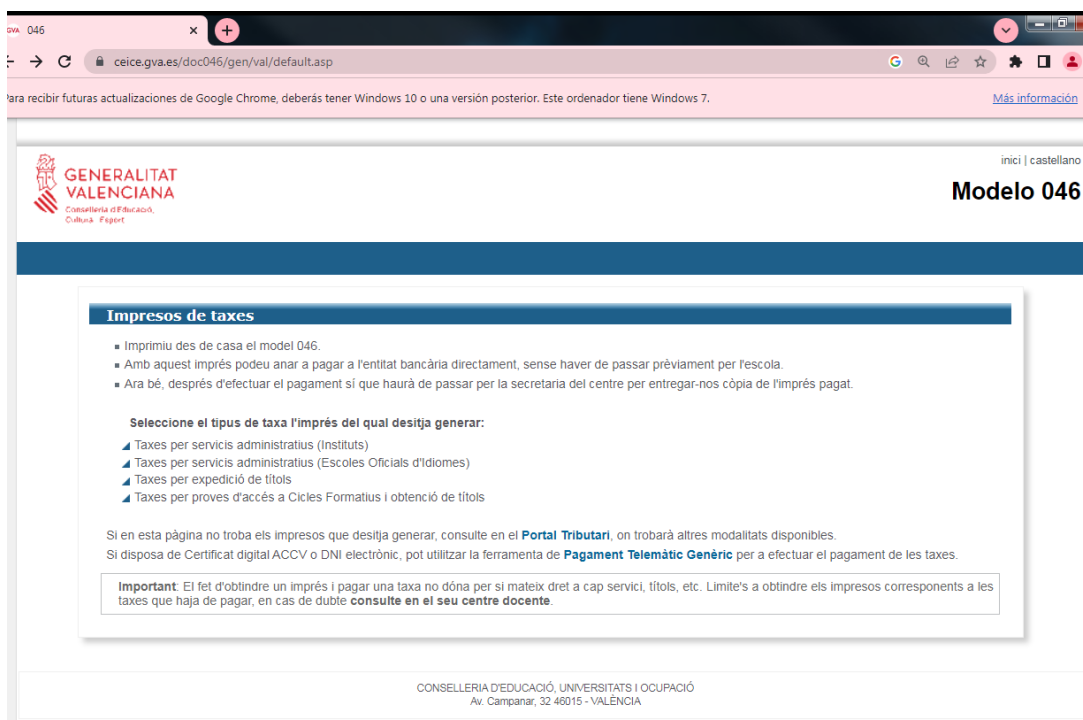 GVA 046
ceice.gva.es/doc046/gen/val/default.asp
Para recibir futuras actualizaciones de Google Chrome, deberás tener Windows 10 o una versión posterior. Este ordenador tiene Windows 7.
Más información
inici | castellano
GENERALITAT
VALENCIANA
Conselleria d'Educació,
Cultura i Esport
Modelo 046
Impresos de taxes
Imprimiu des de casa el model 046.
Amb aquest imprés podeu anar a pagar a l'entitat bancària directament, sense haver de passar prèviament per l'escola.
Ara bé, després d'efectuar el pagament sí que haurà de passar per la secretaria del centre per entregar-nos còpia de l'imprés pagat.
Seleccione el tipus de taxa l'imprés del qual desitja generar:
Taxes per servicis administratius (Instituts)
Taxes per servicis administratius (Escoles Oficials d'Idiomes)
Taxes per expedició de títols
Taxes per proves d'accés a Cicles Formatius i obtenció de títols
Si en esta pàgina no troba els impresos que desitja generar, consulte en el Portal Tributari, on trobarà altres modalitats disponibles.
Si disposa de Certificat digital ACCV o DNI electrònic, pot utilitzar la ferramenta de Pagament Telemàtic Genèric per a efectuar el pagament de les taxes.
Important: El fet d'obtindre un imprés i pagar una taxa no dóna per si mateix dret a cap servici, títols, etc. Limite's a obtindre els impresos corresponents a les
taxes que haja de pagar, en cas de dubte consulte en el seu centre docente.
CONSELLERIA D'EDUCACIÓ, UNIVERSITATS I OCUPACIÓ
Av. Campanar, 32 46015 - VALÈNCIA